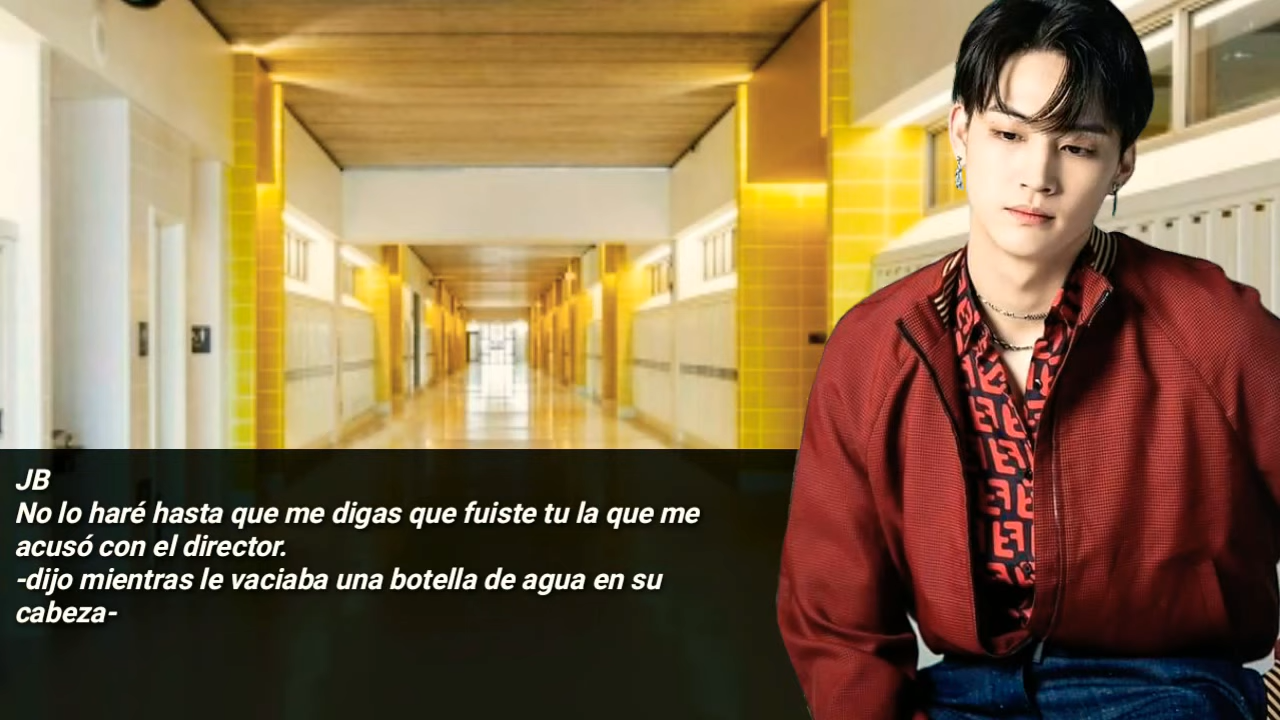 JB
No lo haré hasta que me digas que fuiste tu la que me
acusó con el director.
-dijo mientras le vaciaba una botella de agua en su
cabeza-